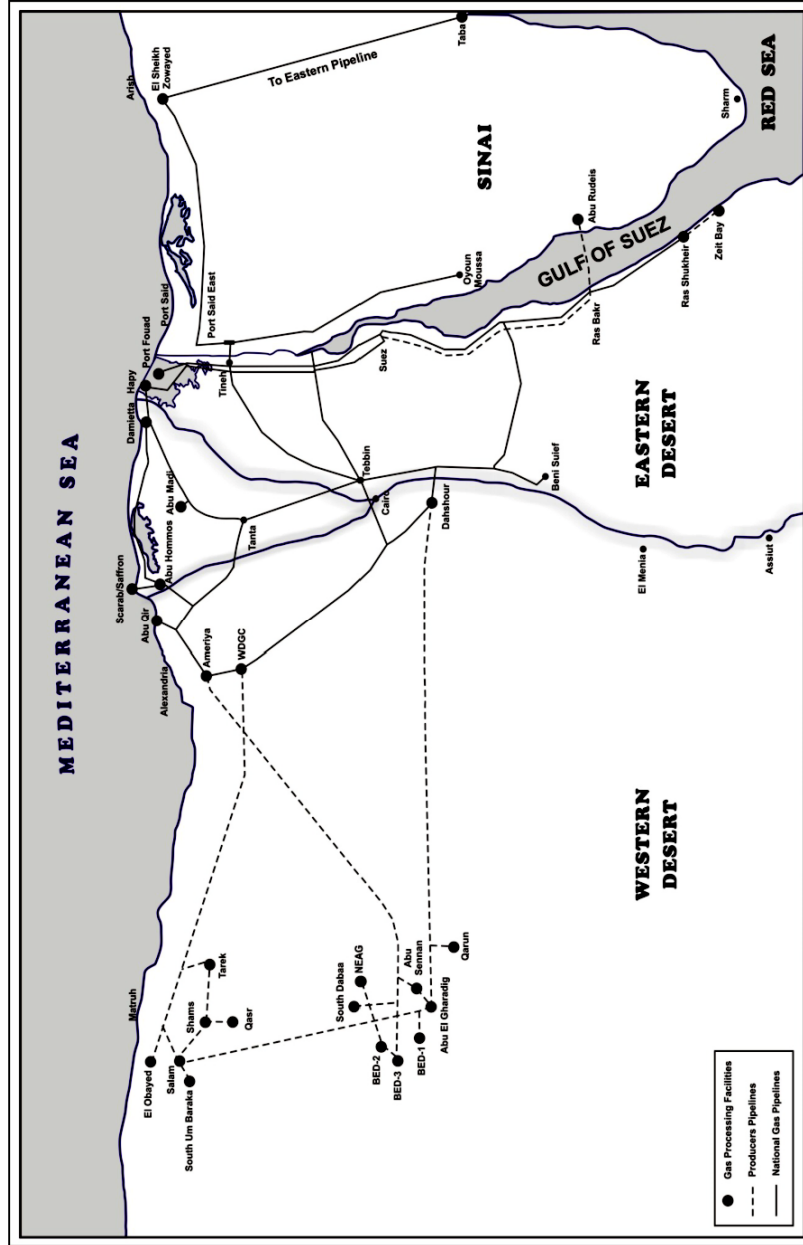 MEDITERRANEAN SEA
Matruh
Alexandria
Abu Qir
Scarab/Saffron
Abu Hommos
Damietta
Hapy
Port Fouad
Port Said
Port Said East
Arish
El Sheikh
Zowayed
To Eastern Pipeline
Taba
El Obayed
Salam
South Um Baraka
Shams
Qasr
Tarek
Ameriya
WDGC
Abu Madi
Tanta
Tineh
South Dabaa
NEAG
BED-2
BED-3
BED-1
Abu
Sennan
Abu El Gharadig
Qarun
Dahshour
Cairo
Tebbin
Suez
Oyoun
Moussa
SINAI
Beni Suief
Ras Bakr
Abu Rudeis
GULF OF SUEZ
WESTERN
DESERT
El Menia
EASTERN
DESERT
Ras Shukheir
Zeit Bay
Assiut
Sharm
RED SEA
Gas Processing Facilities
Producers Pipelines
National Gas Pipelines